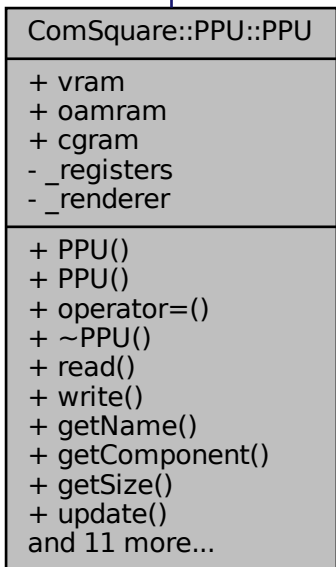 ComSquare::PPU::PPU
+ vram
+ oamram
+ cgram
- _registers
- _renderer
+ PPU()
+ PPU()
+ operator=()
+ ~PPU()
+ read()
+ write()
+ getName()
+ getComponent()
+ getSize()
+ update()
and 11 more...